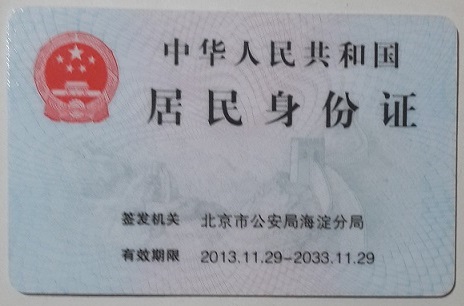 中华人民共和国
居民身份证
签发机关 北京市公安局海淀分局
有效期限 2013.11.29-2033.11.29